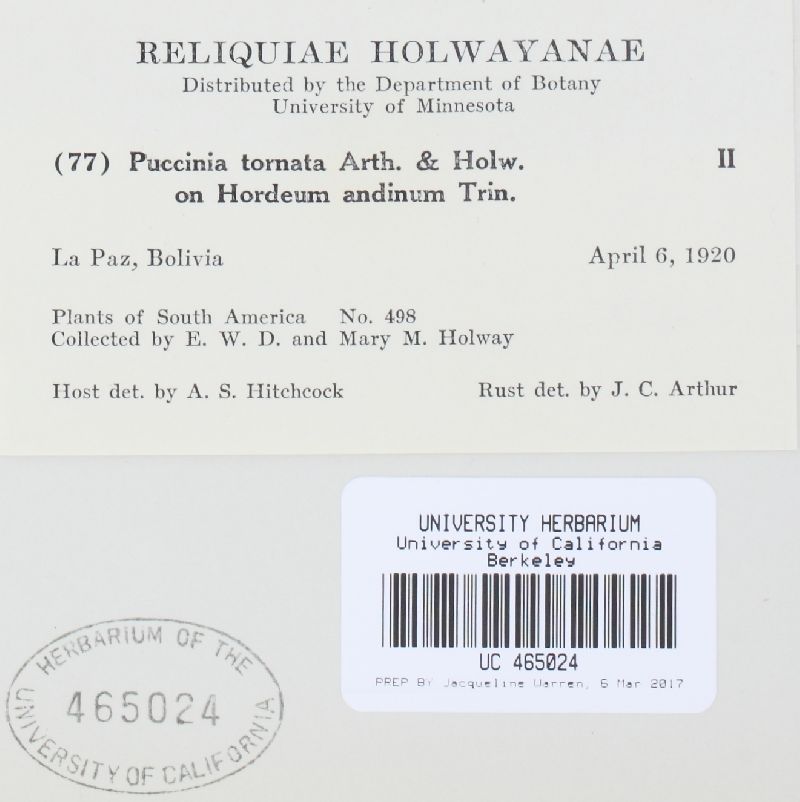 RELIQUIAE HOLWAYANAE
Distributed by the Department of Botany
University of Minnesota
(77) Puccinia tornata Arth. & Holw. II
on Hordeum andinum Trin.
La Paz, Bolivia April 6, 1920
Plants of South America No. 498
Collected by E. W. D. and Mary M. Holway
Host det. by A. S. Hitchcock Rust det. by J. C. Arthur
UNIVERSITY HERBARIUM
University of California
Berkeley
UC 465024
PREP BY Jacqueline Warren, 6 Mar 2017
HERBARIUM OF THE
465024
UNIVERSITY OF CALIFORNIA